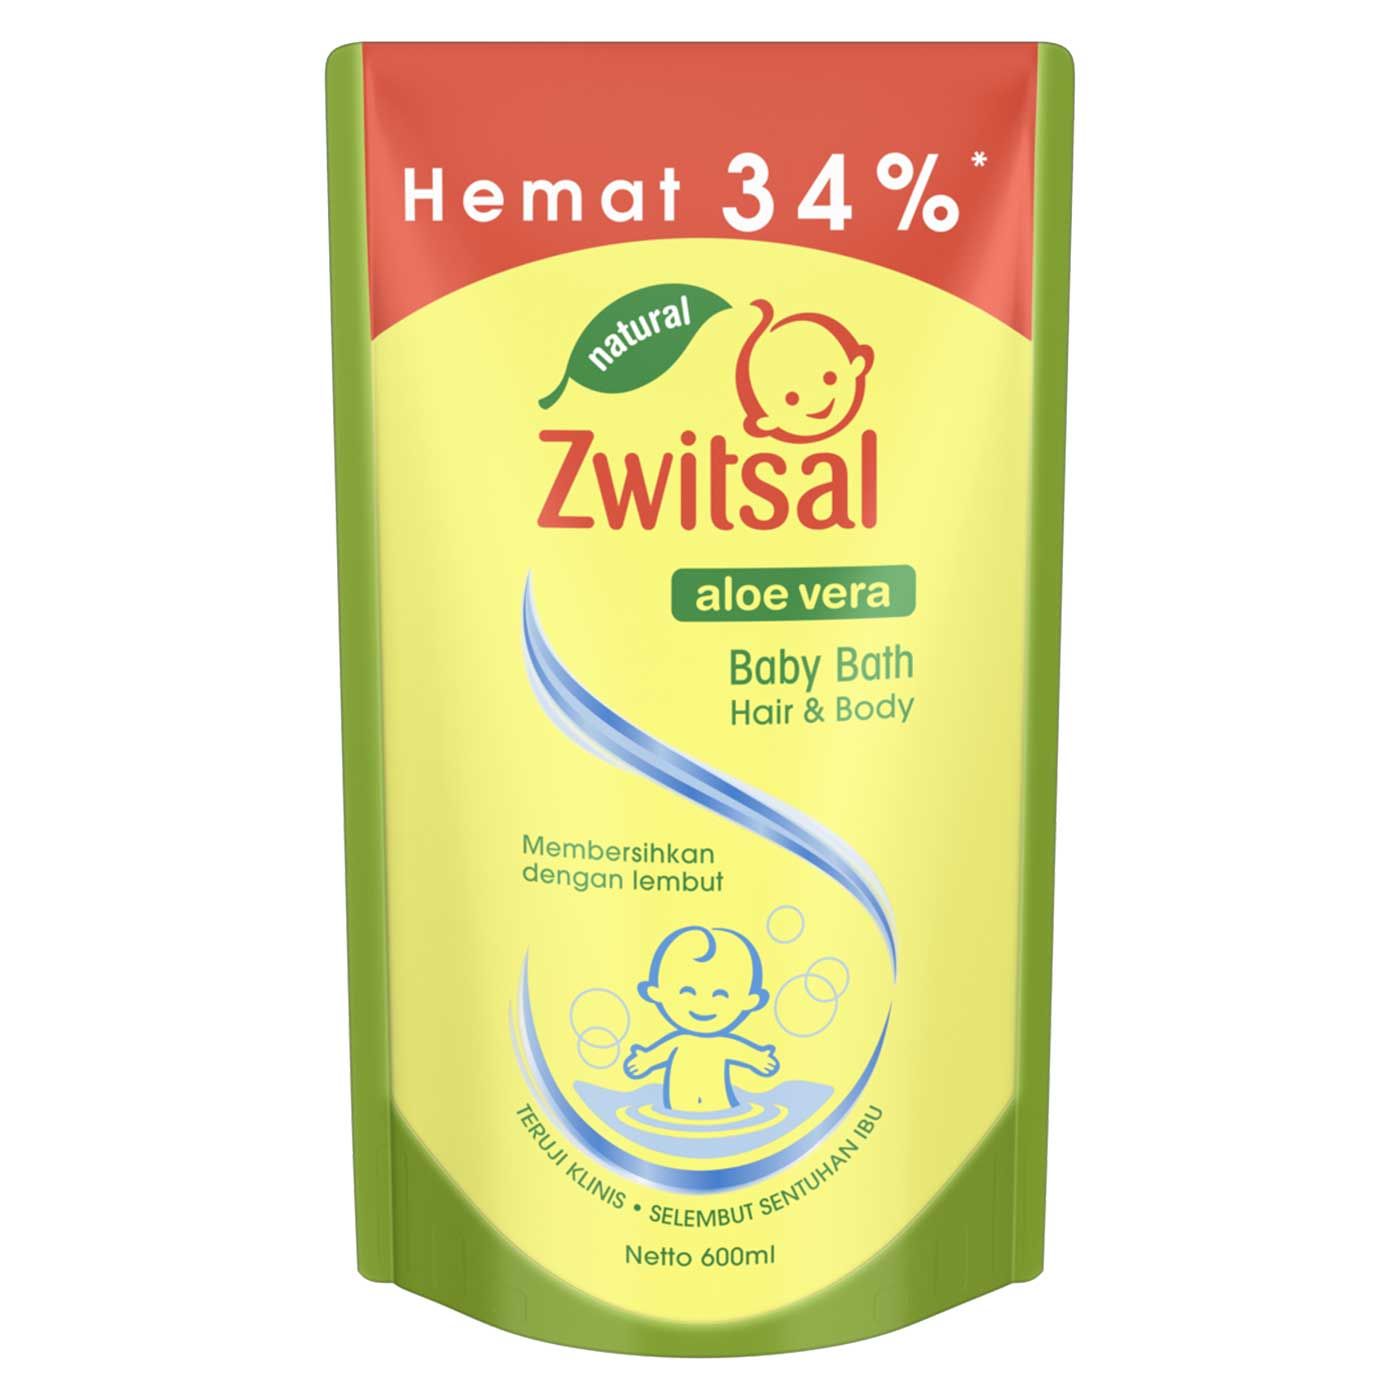 Hemat 34%*
natural
Zwitsal
aloe vera
Baby Bath
Hair & Body
Membersihkan
dengan lembut
TERUJI KLINIS • SELEMBUT SENTUHAN IBU
Netto 600ml